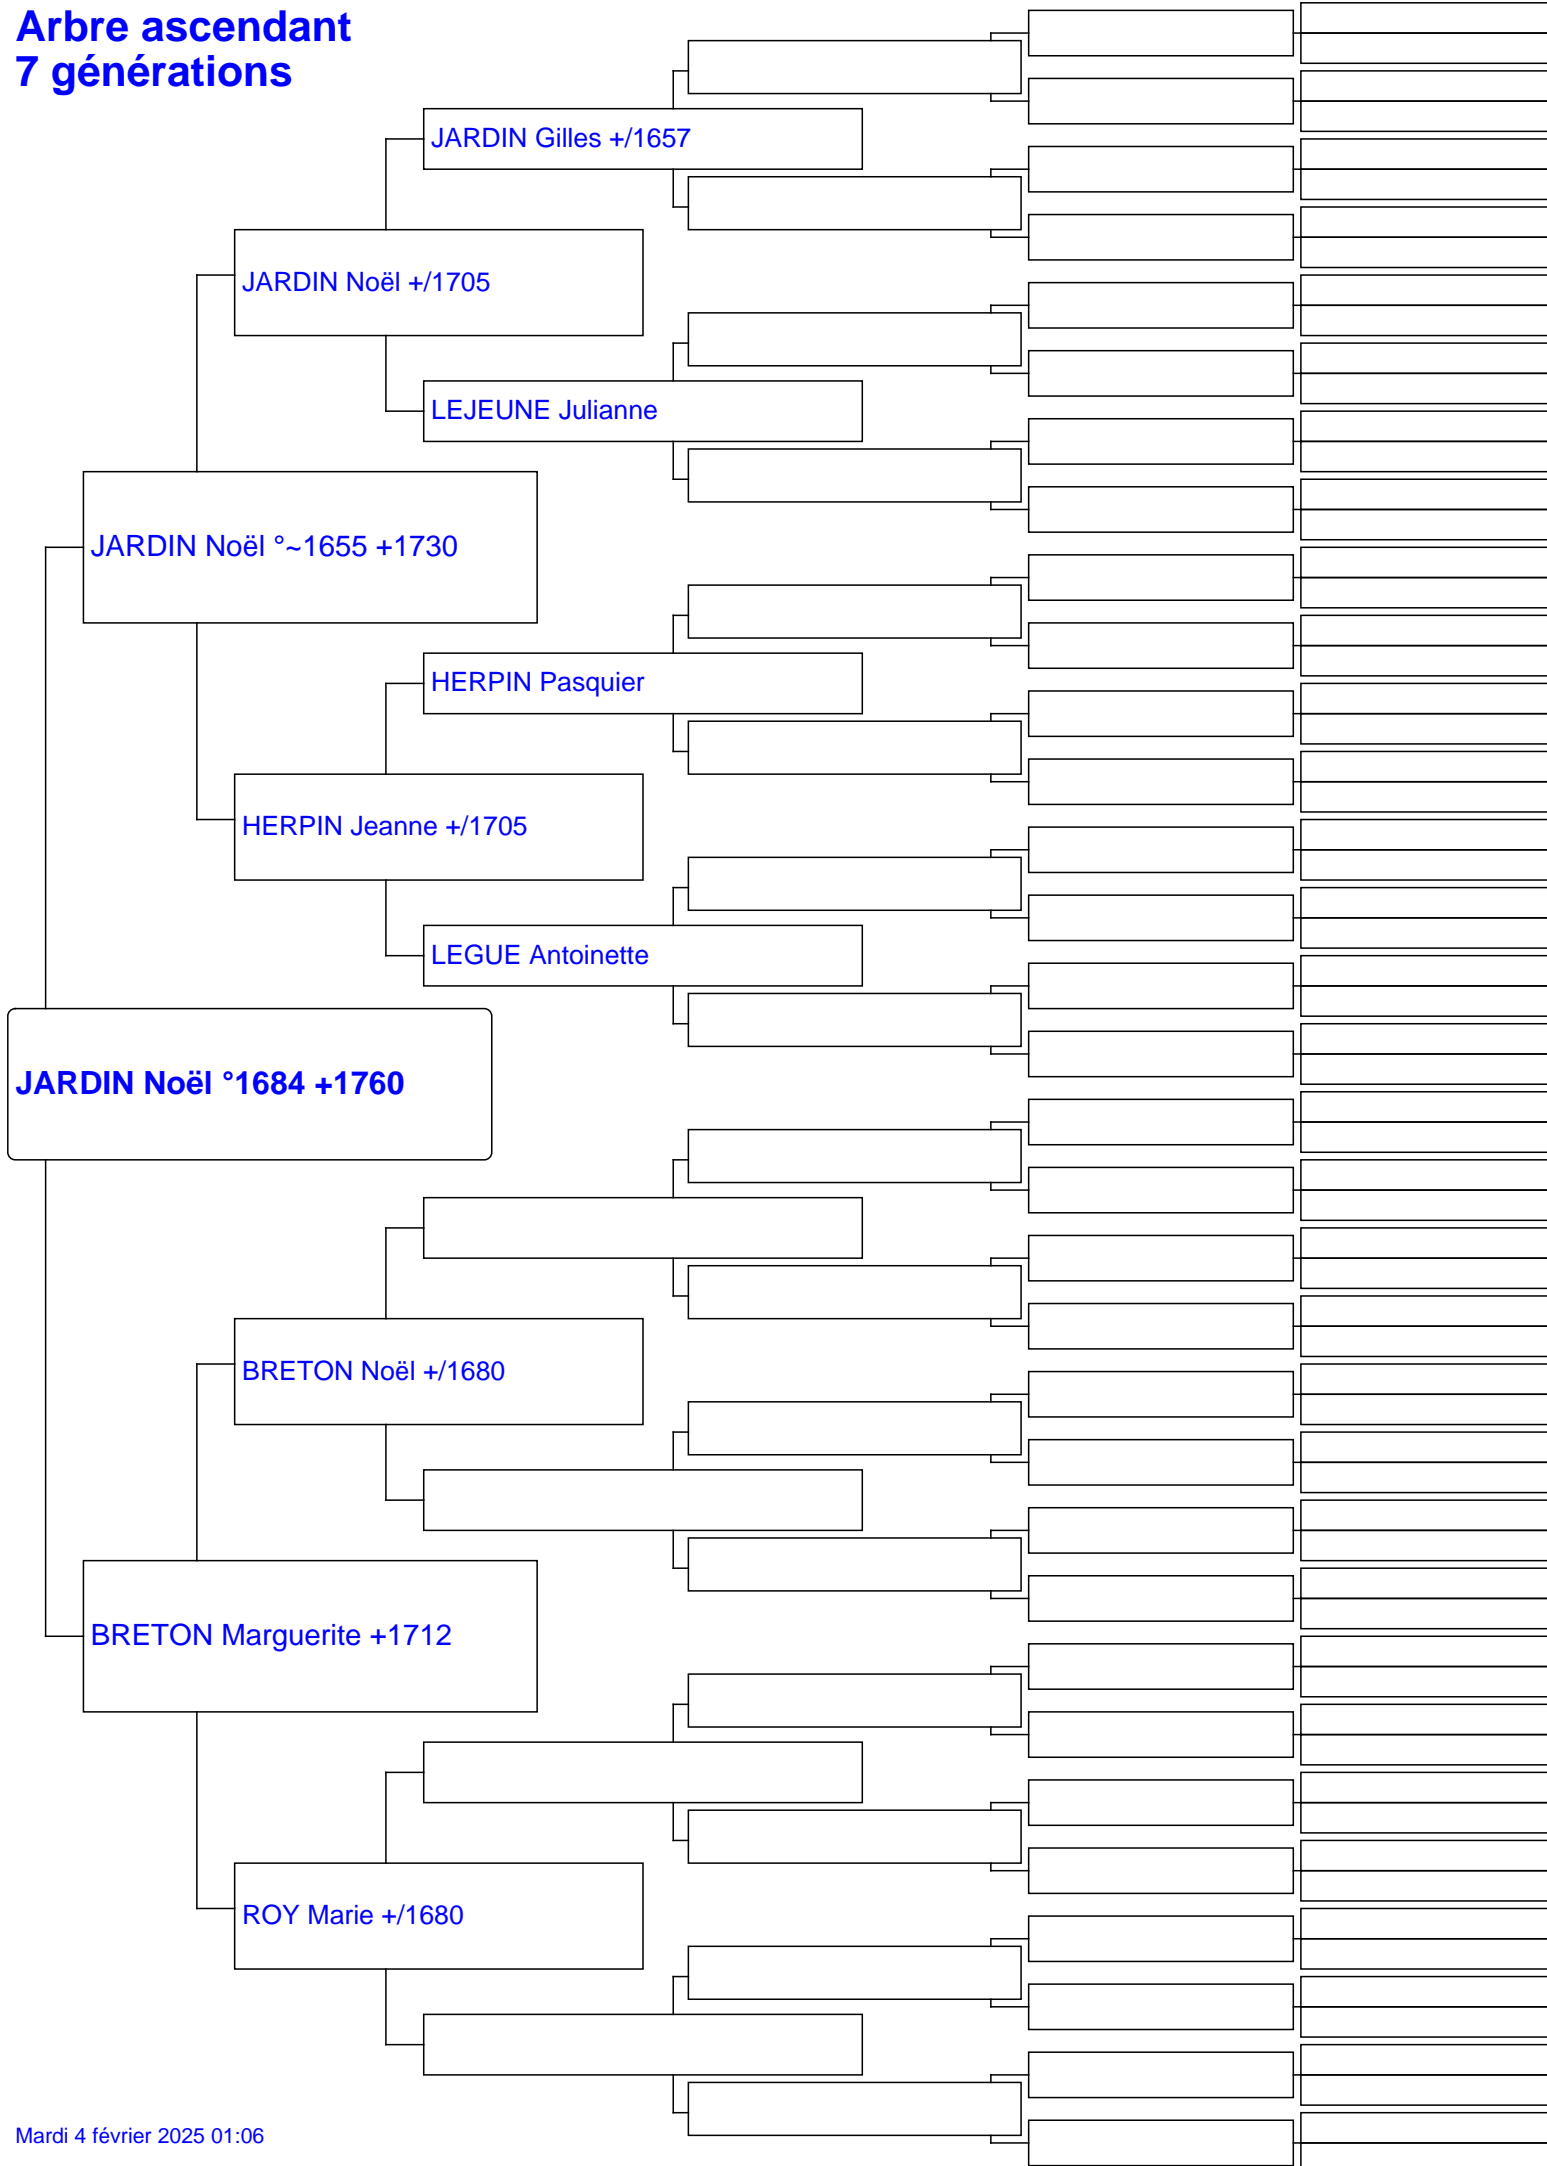 Arbre ascendant
7 générations
JARDIN Gilles +/1657
JARDIN Noël +/1705
LEJEUNE Julianne
JARDIN Noël °~1655 +1730
HERPIN Pasquier
HERPIN Jeanne +/1705
LEGUE Antoinette
JARDIN Noël °1684 +1760
BRETON Noël +/1680
BRETON Marguerite +1712
ROY Marie +/1680
Mardi 4 février 2025 01:06